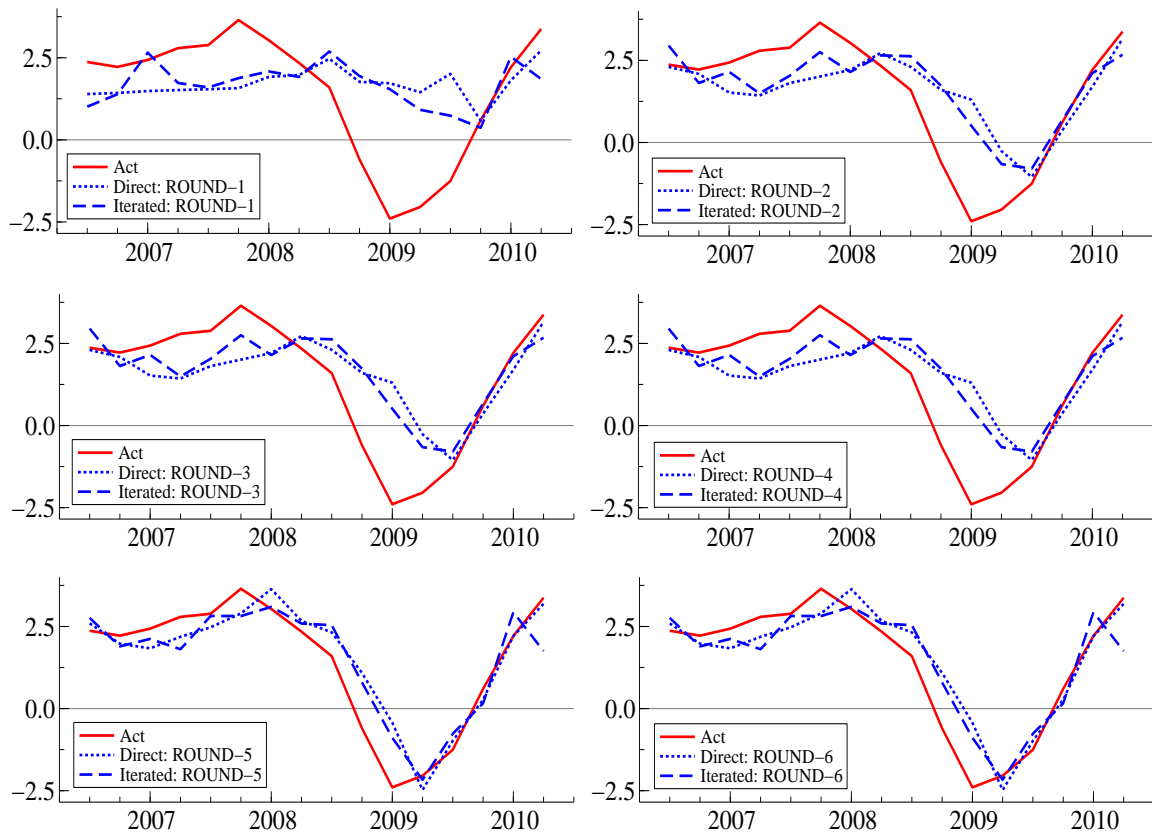 2.5
0.0
−2.5
Act
Direct: ROUND−1
Iterated: ROUND−1
2007 2008 2009 2010
2.5
0.0
−2.5
Act
Direct: ROUND−2
Iterated: ROUND−2
2007 2008 2009 2010
2.5
0.0
−2.5
Act
Direct: ROUND−3
Iterated: ROUND−3
2007 2008 2009 2010
2.5
0.0
−2.5
Act
Direct: ROUND−4
Iterated: ROUND−4
2007 2008 2009 2010
2.5
0.0
−2.5
Act
Direct: ROUND−5
Iterated: ROUND−5
2007 2008 2009 2010
2.5
0.0
−2.5
Act
Direct: ROUND−6
Iterated: ROUND−6
2007 2008 2009 2010